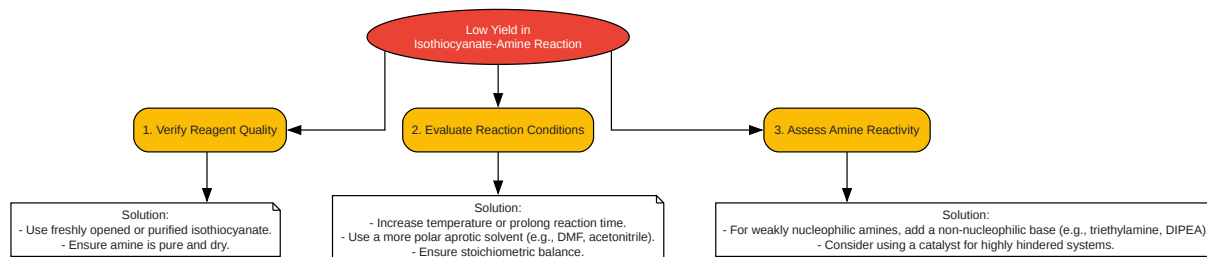 Low Yield in
Isothiocyanate-Amine Reaction
1. Verify Reagent Quality
2. Evaluate Reaction Conditions
3. Assess Amine Reactivity
Solution:
- Use freshly opened or purified isothiocyanate.
- Ensure amine is pure and dry.
Solution:
- Increase temperature or prolong reaction time.
- Use a more polar aprotic solvent (e.g., DMF, acetonitrile).
- Ensure stoichiometric balance.
Solution:
- For weakly nucleophilic amines, add a non-nucleophilic base (e.g., triethylamine, DIPEA)
- Consider using a catalyst for highly hindered systems.